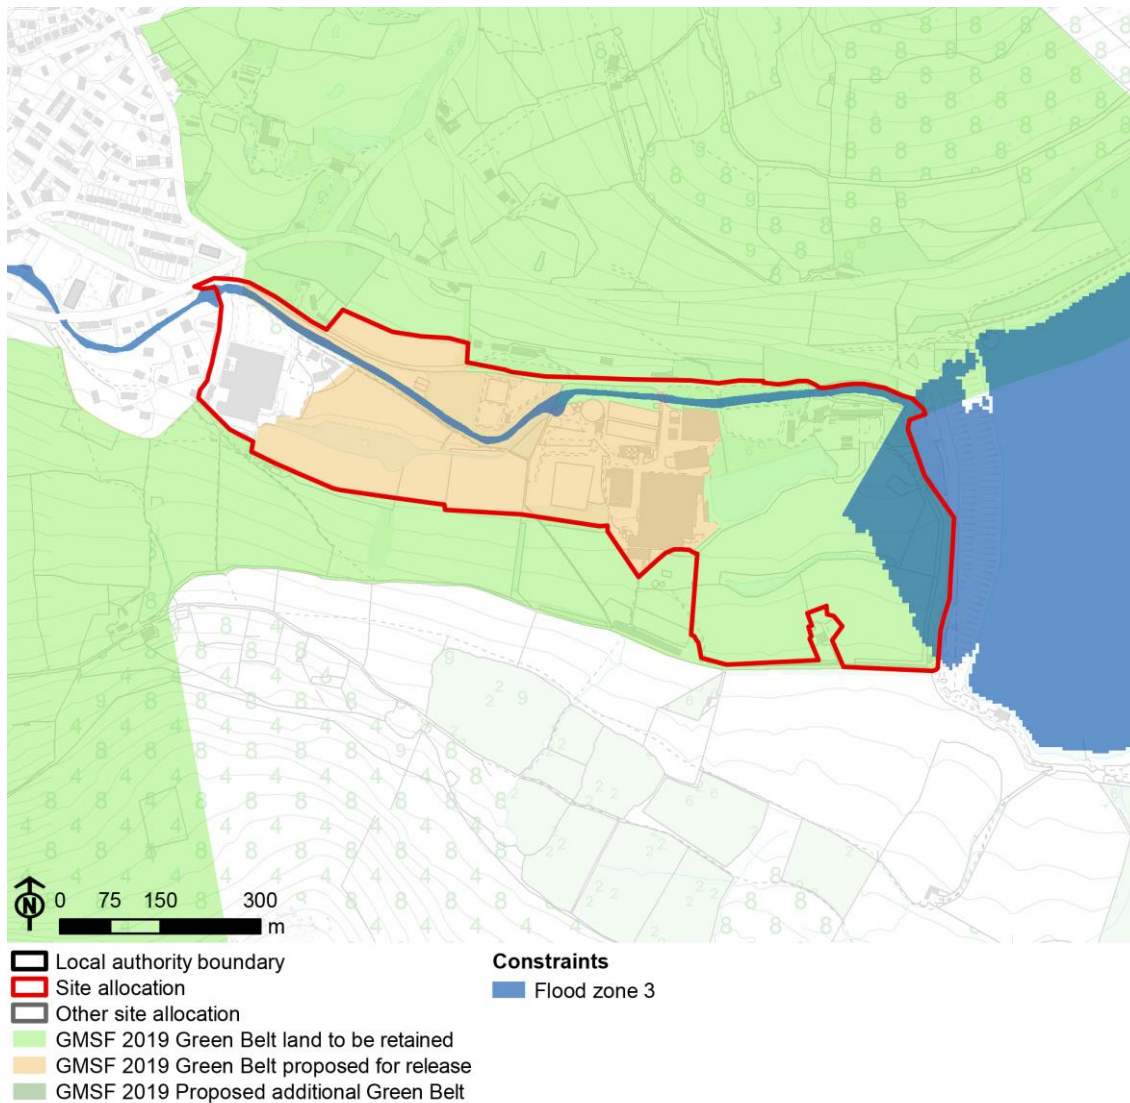 N
0 75 150 300
m
Local authority boundary
Site allocation
Other site allocation
GMSF 2019 Green Belt land to be retained
GMSF 2019 Green Belt proposed for release
GMSF 2019 Proposed additional Green Belt
Constraints
Flood zone 3